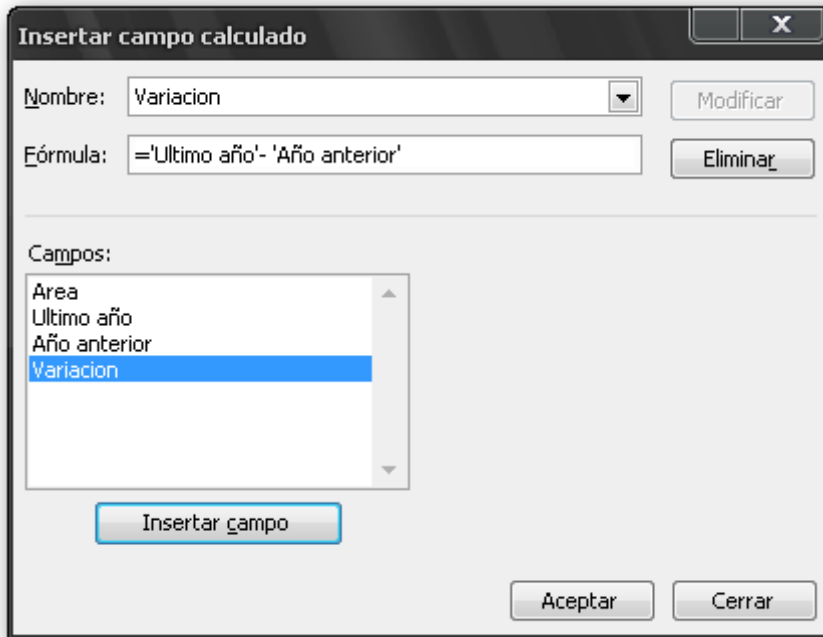 Insertar campo calculado
X
Nombre: Variacion Modificar
Fórmula: ='Ultimo año'- 'Año anterior' Eliminar
Campos:
Area
Ultimo año
Año anterior
Variacion
Insertar campo
Aceptar Cerrar